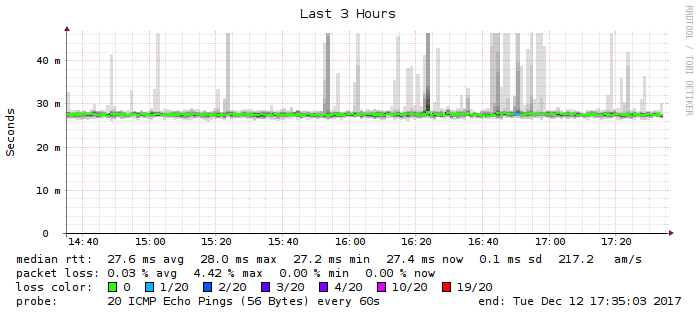 Last 3 Hours
RRDTOOL / TOBI OETIKER
Seconds
40 m
30 m
20 m
10 m
0
14:40 15:00 15:20 15:40 16:00 16:20 16:40 17:00 17:20
median rtt: 27.6 ms avg 28.0 ms max 27.2 ms min 27.4 ms now 0.1 ms sd 217.2 am/s
packet loss: 0.03 % avg 4.42 % max 0.00 % min 0.00 % now
loss color: 0 1/20 2/20 3/20 4/20 10/20 19/20
probe: 20 ICMP Echo Pings (56 Bytes) every 60s end: Tue Dec 12 17:35:03 2017